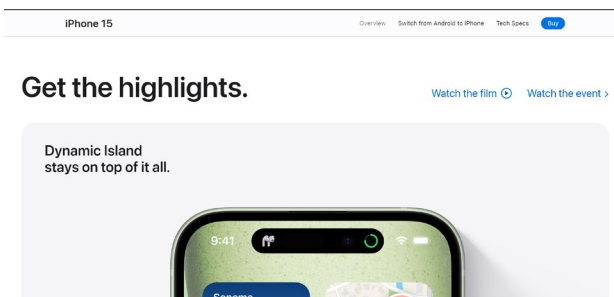 iPhone 15
Overview Switch from Android to iPhone Tech Specs Buy
Get the highlights.
Watch the film Watch the event >
Dynamic Island
stays on top of it all.
9:41
Sonoma